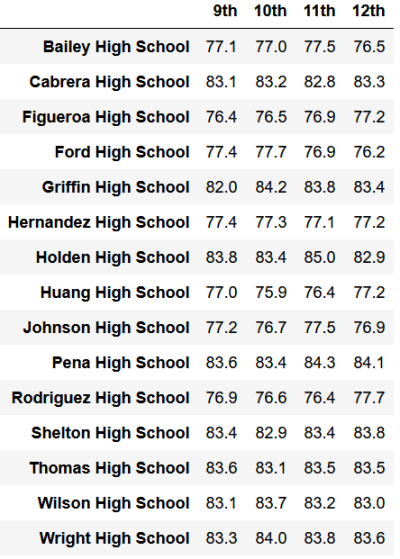 9th 10th 11th 12th
Bailey High School 77.1 77.0 77.5 76.5
Cabrera High School 83.1 83.2 82.8 83.3
Figueroa High School 76.4 76.5 76.9 77.2
Ford High School 77.4 77.7 76.9 76.2
Griffin High School 82.0 84.2 83.8 83.4
Hernandez High School 77.4 77.3 77.1 77.2
Holden High School 83.8 83.4 85.0 82.9
Huang High School 77.0 75.9 76.4 77.2
Johnson High School 77.2 76.7 77.5 76.9
Pena High School 83.6 83.4 84.3 84.1
Rodriguez High School 76.9 76.6 76.4 77.7
Shelton High School 83.4 82.9 83.4 83.8
Thomas High School 83.6 83.1 83.5 83.5
Wilson High School 83.1 83.7 83.2 83.0
Wright High School 83.3 84.0 83.8 83.6